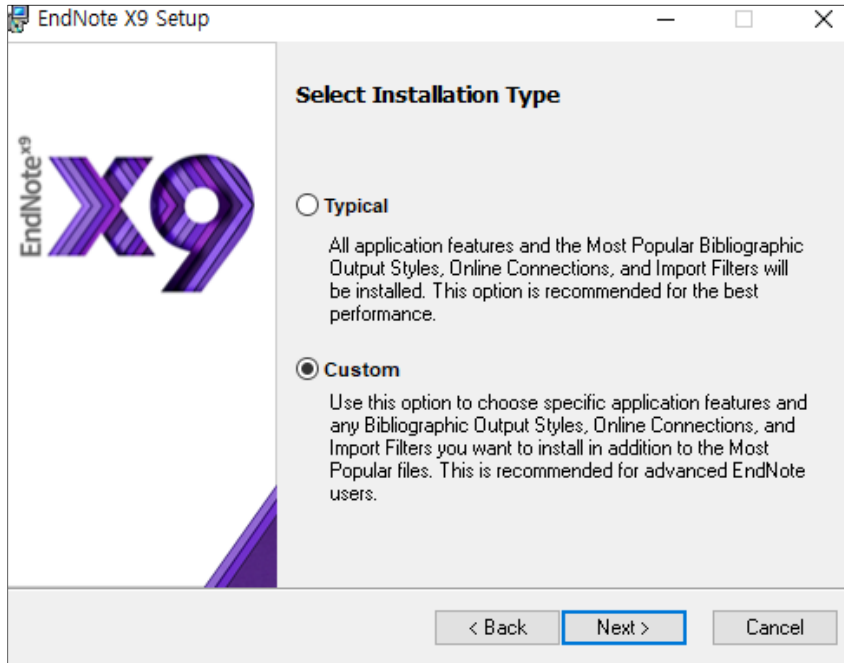 EndNote X9 Setup
EndNote x9
X9
Select Installation Type
Typical
All application features and the Most Popular Bibliographic
Output Styles, Online Connections, and Import Filters will
be installed. This option is recommended for the best
performance.
Custom
Use this option to choose specific application features and
any Bibliographic Output Styles, Online Connections, and
Import Filters you want to install in addition to the Most
Popular files. This is recommended for advanced EndNote
users.
< Back
Next >
Cancel